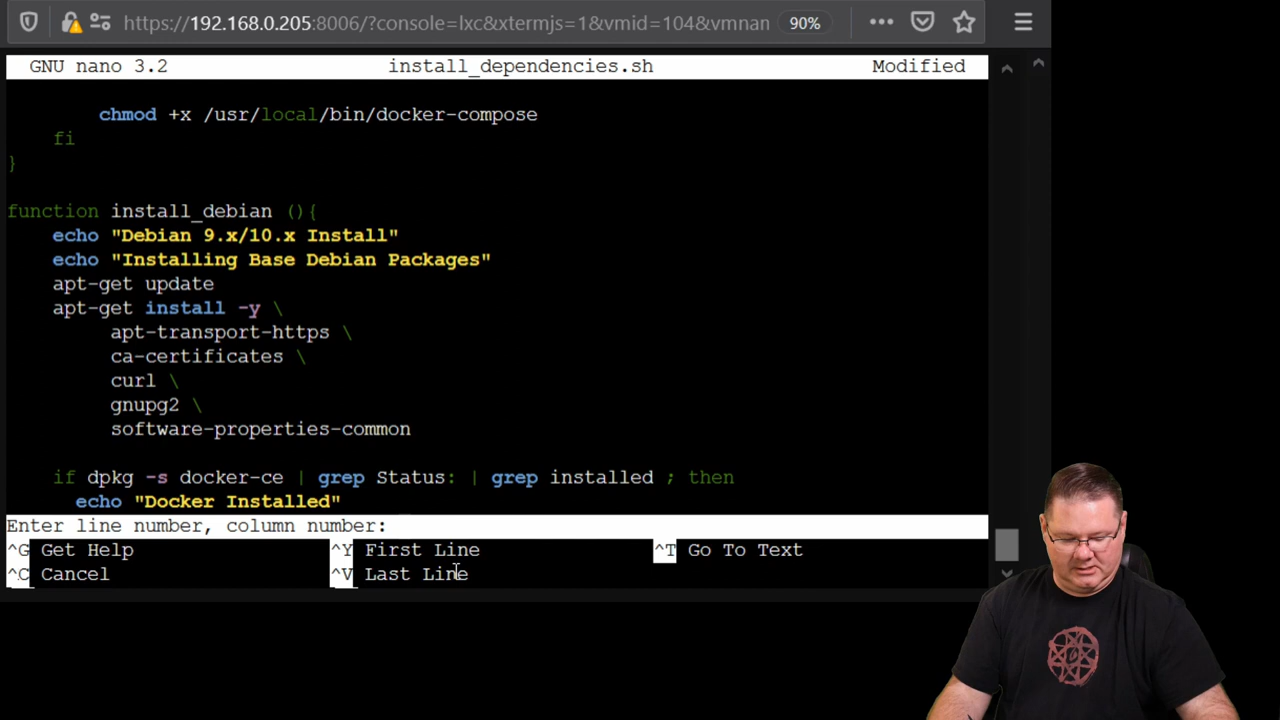 https://192.168.0.205:8006/?console=lxc&xtermjs=1&vmid=104&vmnan
90%
GNU nano 3.2 install_dependencies.sh Modified
chmod +x /usr/local/bin/docker-compose
fi
}
function install_debian (){
echo "Debian 9.x/10.x Install"
echo "Installing Base Debian Packages"
apt-get update
apt-get install -y \
apt-transport-https \
ca-certificates \
curl \
gnupg2 \
software-properties-common
if dpkg -s docker-ce | grep Status: | grep installed ; then
echo "Docker Installed"
Enter line number, column number:
^G Get Help ^Y First Line ^T Go To Text
^C Cancel ^V Last Line